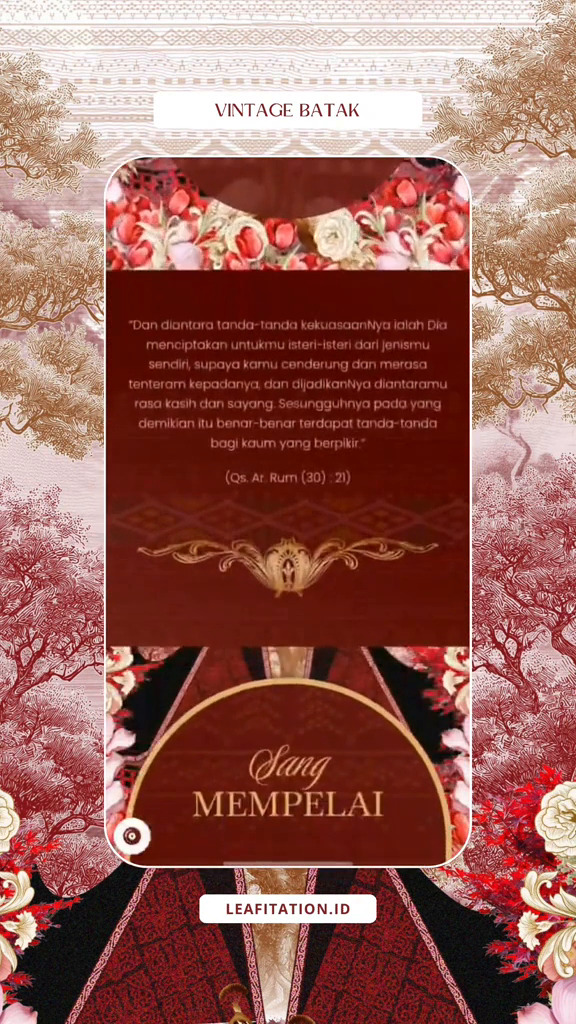 VINTAGE BATAK
"Dan diantara tanda-tanda kekuasaanNya ialah Dia
menciptakan untukmu isteri-isteri dari jenismu
sendiri, supaya kamu cenderung dan merasa
tenteram kepadanya, dan dijadikanNya diantaramu
rasa kasih dan sayang. Sesungguhnya pada yang
demikian itu benar-benar terdapat tanda-tanda
bagi kaum yang berpikir."
(Qs. Ar. Rum (30) : 21)
Sang
MEMPELAI
LEAFITATION.ID